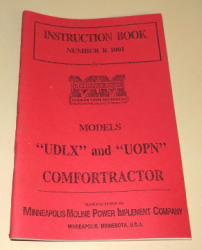 INSTRUCTION BOOK
NUMBER R 1001
MODELS
"UDLX" and "UOPN"
COMFORTRACTOR
MANUFACTURED BY
MINNEAPOLIS-MOLINE POWER IMPLEMENT COMPANY
MINNEAPOLIS, MINNESOTA, U.S.A.